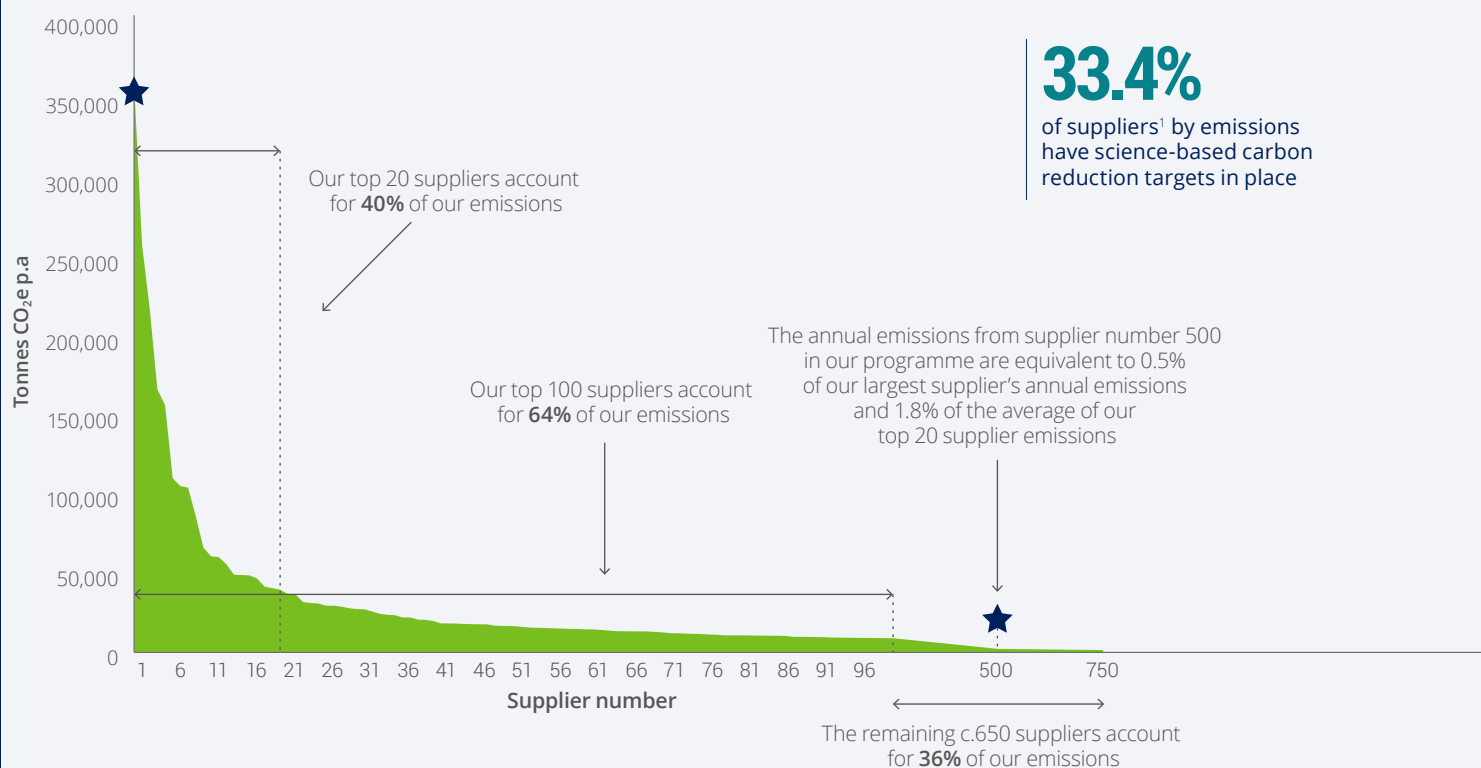 400,000
350,000
300,000
250,000
200,000
150,000
100,000
50,000
0
Tonnes CO₂e p.a
33.4%
of suppliers¹ by emissions
have science-based carbon
reduction targets in place
Our top 20 suppliers account
for 40% of our emissions
Our top 100 suppliers account
for 64% of our emissions
The annual emissions from supplier number 500
in our programme are equivalent to 0.5%
of our largest supplier’s annual emissions
and 1.8% of the average of our
top 20 supplier emissions
1 6 11 16 21 26 31 36 41 46 51 56 61 66 71 76 81 86 91 96 500 750
Supplier number
The remaining c.650 suppliers account
for 36% of our emissions